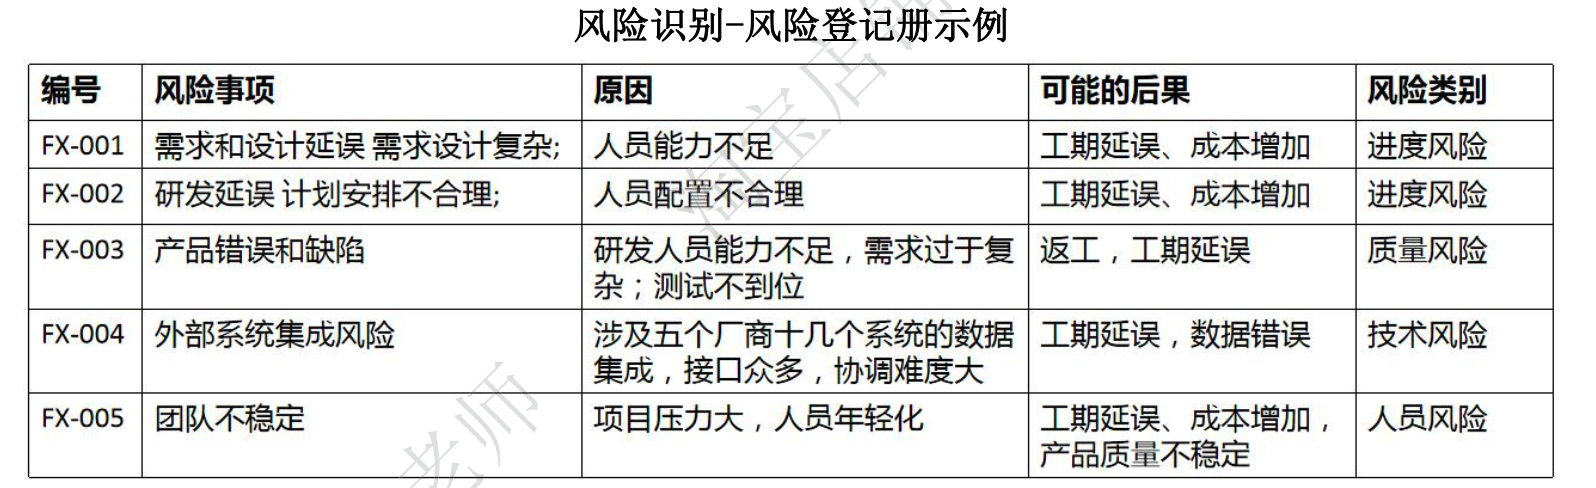 风险识别-风险登记册示例
编号 风险事项 原因 可能的后果 风险类别
FX-001 需求和设计延误 需求设计复杂; 人员能力不足 工期延误、成本增加 进度风险
FX-002 研发延误 计划安排不合理; 人员配置不合理 工期延误、成本增加 进度风险
FX-003 产品错误和缺陷 研发人员能力不足，需求过于复 返工，工期延误 质量风险
杂；测试不到位
FX-004 外部系统集成风险 涉及五个厂商十几个系统的数据 工期延误，数据错误 技术风险
集成，接口众多，协调难度大
FX-005 团队不稳定 项目压力大，人员年轻化 工期延误、成本增加， 人员风险
产品质量不稳定
淘宝店
老师